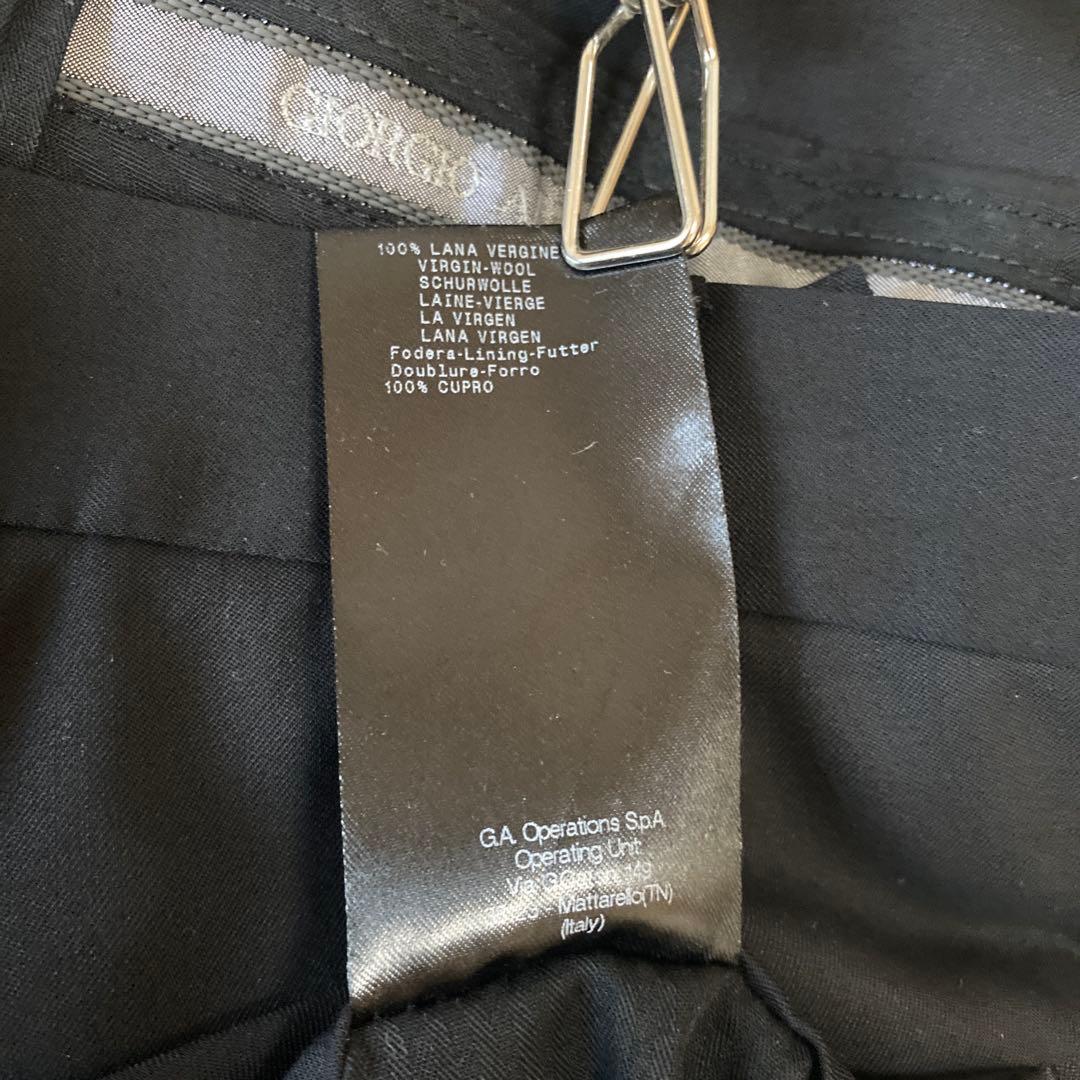 GIORGIO A
100% LANA VERGINE
VIRGIN-WOOL
SCHURWOLLE
LAINE-VIERGE
LA VIRGEN
LANA VIRGEN
Fodera-Lining-Futter
Doublure-Forro
100% CUPRO
G.A. Operations S.p.A
Operating Unit
Via
Mattarello(TN)
(Italy)